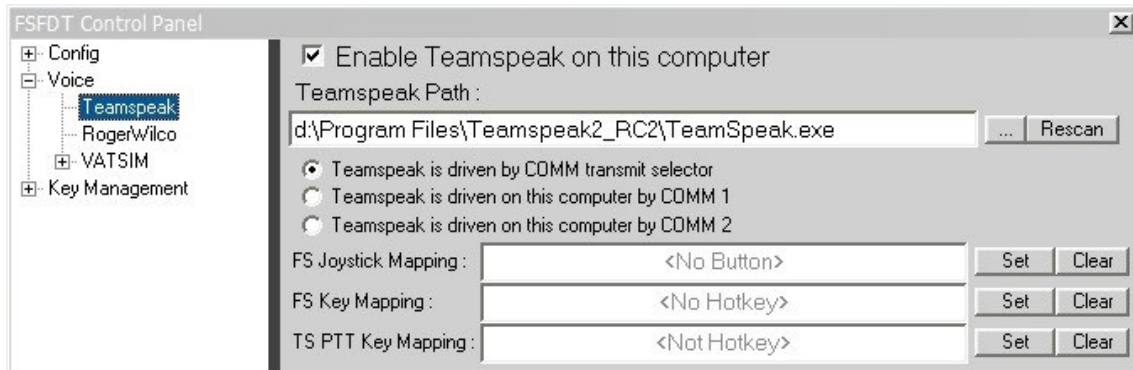 FSFDT Control Panel
Config
Voice
Teamspeak
RogerWilco
VATSIM
Key Management
Enable Teamspeak on this computer
Teamspeak Path :
d:\Program Files\Teamspeak2_RC2\TeamSpeak.exe ... Rescan
Teamspeak is driven by COMM transmit selector
Teamspeak is driven on this computer by COMM 1
Teamspeak is driven on this computer by COMM 2
FS Joystick Mapping : <No Button> Set Clear
FS Key Mapping : <No Hotkey> Set Clear
TS PTT Key Mapping : <Not Hotkey> Set Clear